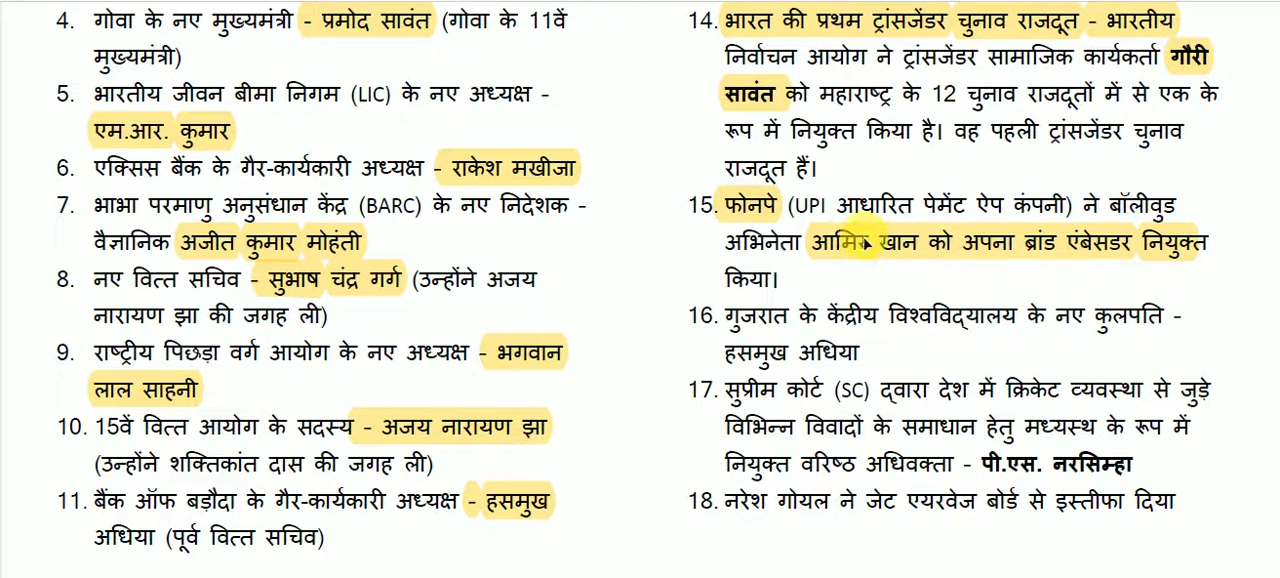 4. गोवा के नए मुख्यमंत्री - प्रमोद सावंत (गोवा के 11वें
मुख्यमंत्री)
5. भारतीय जीवन बीमा निगम (LIC) के नए अध्यक्ष -
एम.आर. कुमार
6. एक्सिस बैंक के गैर-कार्यकारी अध्यक्ष - राकेश मखीजा
7. भाभा परमाणु अनुसंधान केंद्र (BARC) के नए निदेशक -
वैज्ञानिक अजीत कुमार मोहंती
8. नए वित्त सचिव - सुभाष चंद्र गर्ग (उन्होंने अजय
नारायण झा की जगह ली)
9. राष्ट्रीय पिछड़ा वर्ग आयोग के नए अध्यक्ष - भगवान
लाल साहनी
10. 15वें वित्त आयोग के सदस्य - अजय नारायण झा
(उन्होंने शक्तिकांत दास की जगह ली)
11. बैंक ऑफ बड़ौदा के गैर-कार्यकारी अध्यक्ष - हसमुख
अधिया (पूर्व वित्त सचिव)
14. भारत की प्रथम ट्रांसजेंडर चुनाव राजदूत - भारतीय
निर्वाचन आयोग ने ट्रांसजेंडर सामाजिक कार्यकर्ता गौरी
सावंत को महाराष्ट्र के 12 चुनाव राजदूतों में से एक के
रूप में नियुक्त किया है। वह पहली ट्रांसजेंडर चुनाव
राजदूत हैं।
15. फोनपे (UPI आधारित पेमेंट ऐप कंपनी) ने बॉलीवुड
अभिनेता आमिर खान को अपना ब्रांड एंबेसडर नियुक्त
किया।
16. गुजरात के केंद्रीय विश्वविद्यालय के नए कुलपति -
हसमुख अधिया
17. सुप्रीम कोर्ट (SC) द्वारा देश में क्रिकेट व्यवस्था से जुड़े
विभिन्न विवादों के समाधान हेतु मध्यस्थ के रूप में
नियुक्त वरिष्ठ अधिवक्ता - पी.एस. नरसिम्हा
18. नरेश गोयल ने जेट एयरवेज बोर्ड से इस्तीफा दिया